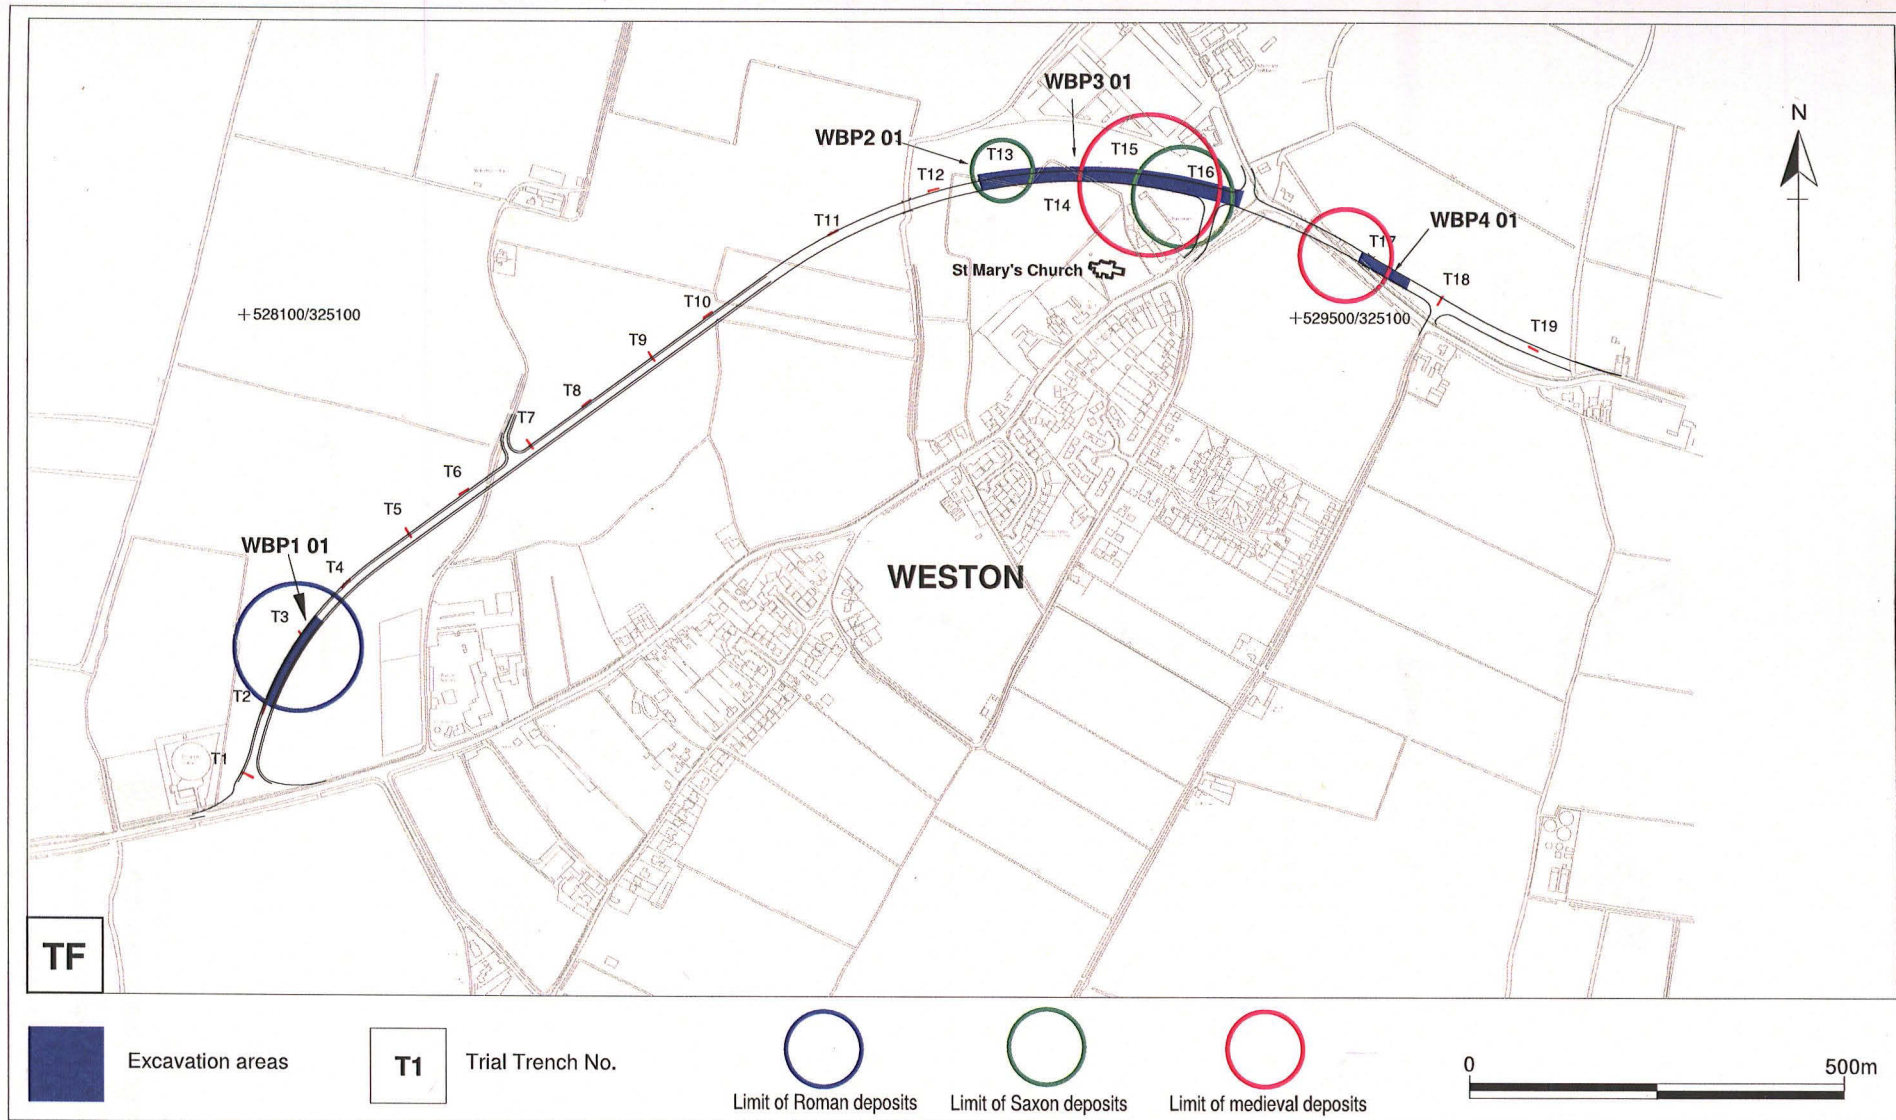 WBP3 01
N
WBP2 01
T13
T15
T12
T16
T14
T11
WBP4 01
T17
St Mary's Church
T18
T10
+528100/325100
+529500/325100
T19
T9
T8
T7
T6
T5
WBP1 01
T4
WESTON
T3
T2
T1
TF
Excavation areas
T1
Trial Trench No.
Limit of Roman deposits
Limit of Saxon deposits
Limit of medieval deposits
0
500m